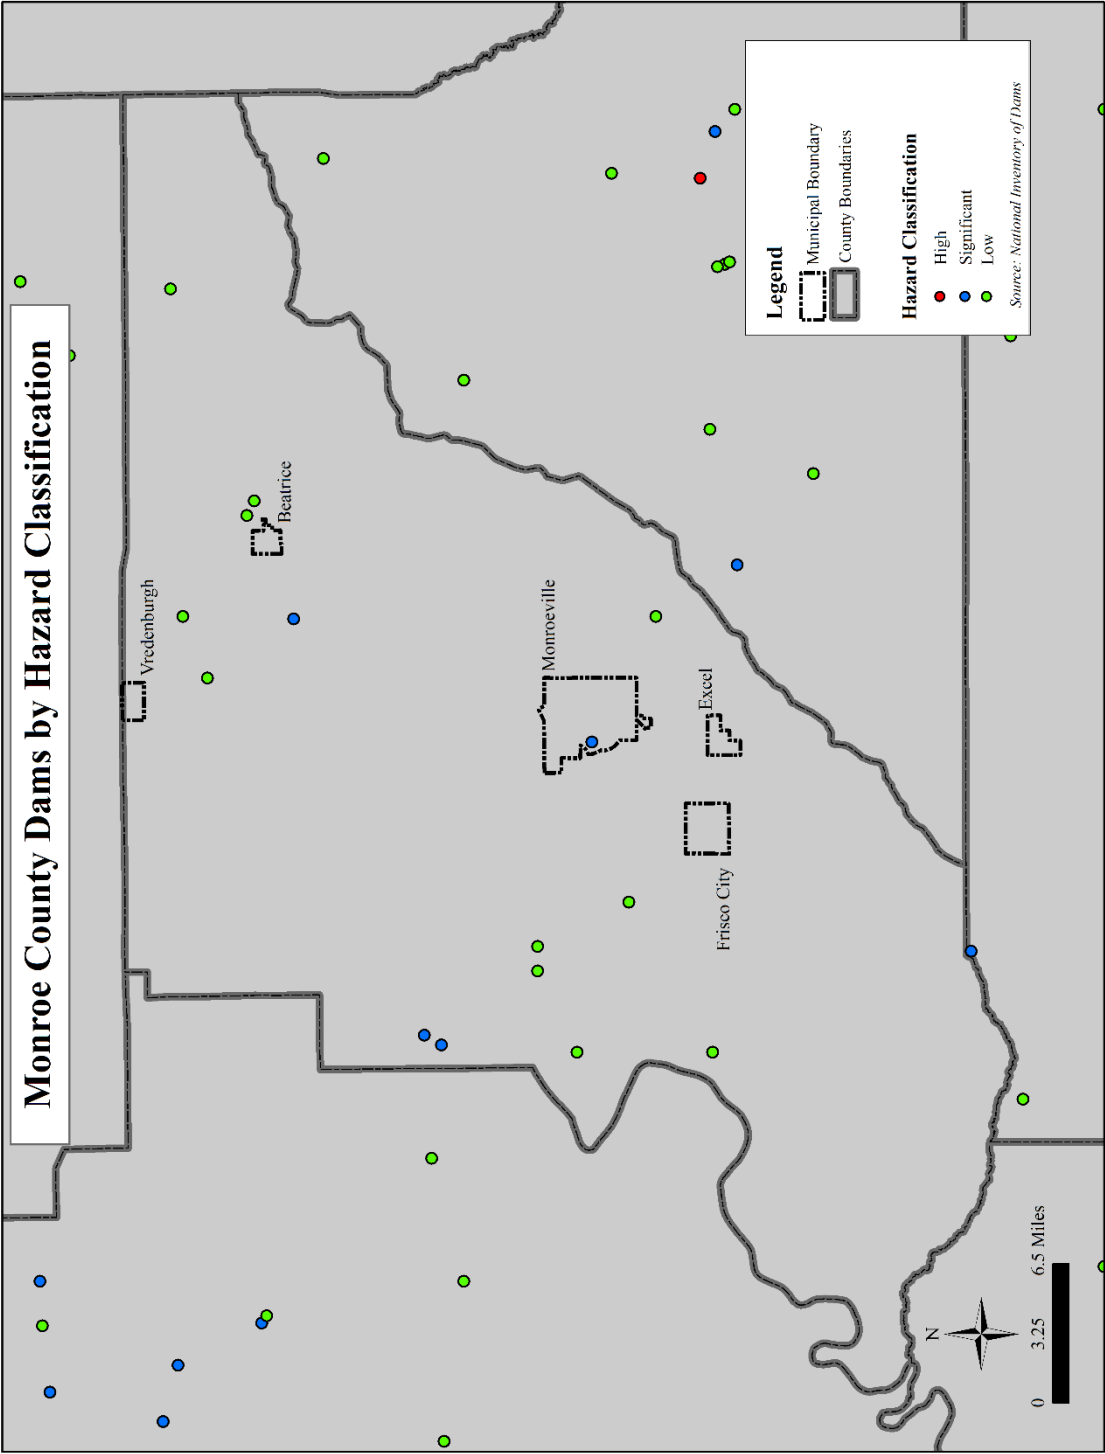 Monroe County Dams by Hazard Classification
Vredenburgh
Beatrice
Monroeville
Excel
Frisco City
N
0 3.25 6.5 Miles
Legend
Municipal Boundary
County Boundaries
Hazard Classification
High
Significant
Low
Source: National Inventory of Dams